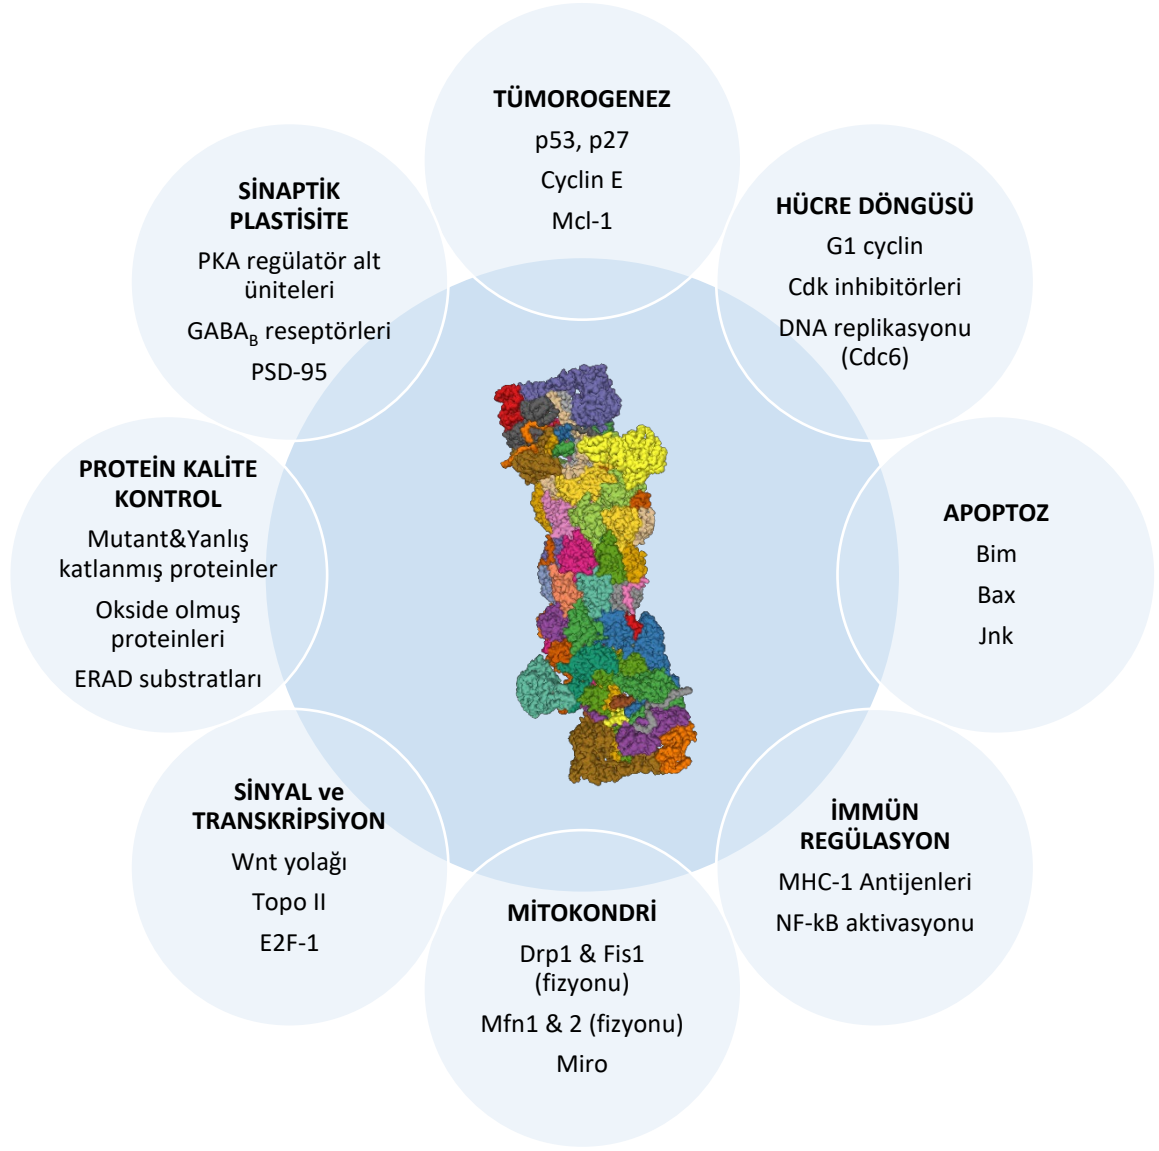 TÜMOROGENEZ
p53, p27
Cyclin E
Mcl-1
HÜCRE DÖNGÜSÜ
G1 cyclin
Cdk inhibitörleri
DNA replikasyonu
(Cdc6)
APOPTOZ
Bim
Bax
Jnk
İMMÜN
REGÜLASYON
MHC-1 Antijenleri
NF-kB aktivasyonu
MİTOKONDRİ
Drp1 & Fis1
(fizyonu)
Mfn1 & 2 (fizyonu)
Miro
SİNYAL ve
TRANSKRİPSİYON
Wnt yolağı
Topo II
E2F-1
PROTEİN KALİTE
KONTROL
Mutant&Yanlış
katlanmış proteinler
Okside olmuş
proteinleri
ERAD substratları
SİNAPTİK
PLASTİSİTE
PKA regülatör alt
üniteleri
GABA_B reseptörleri
PSD-95